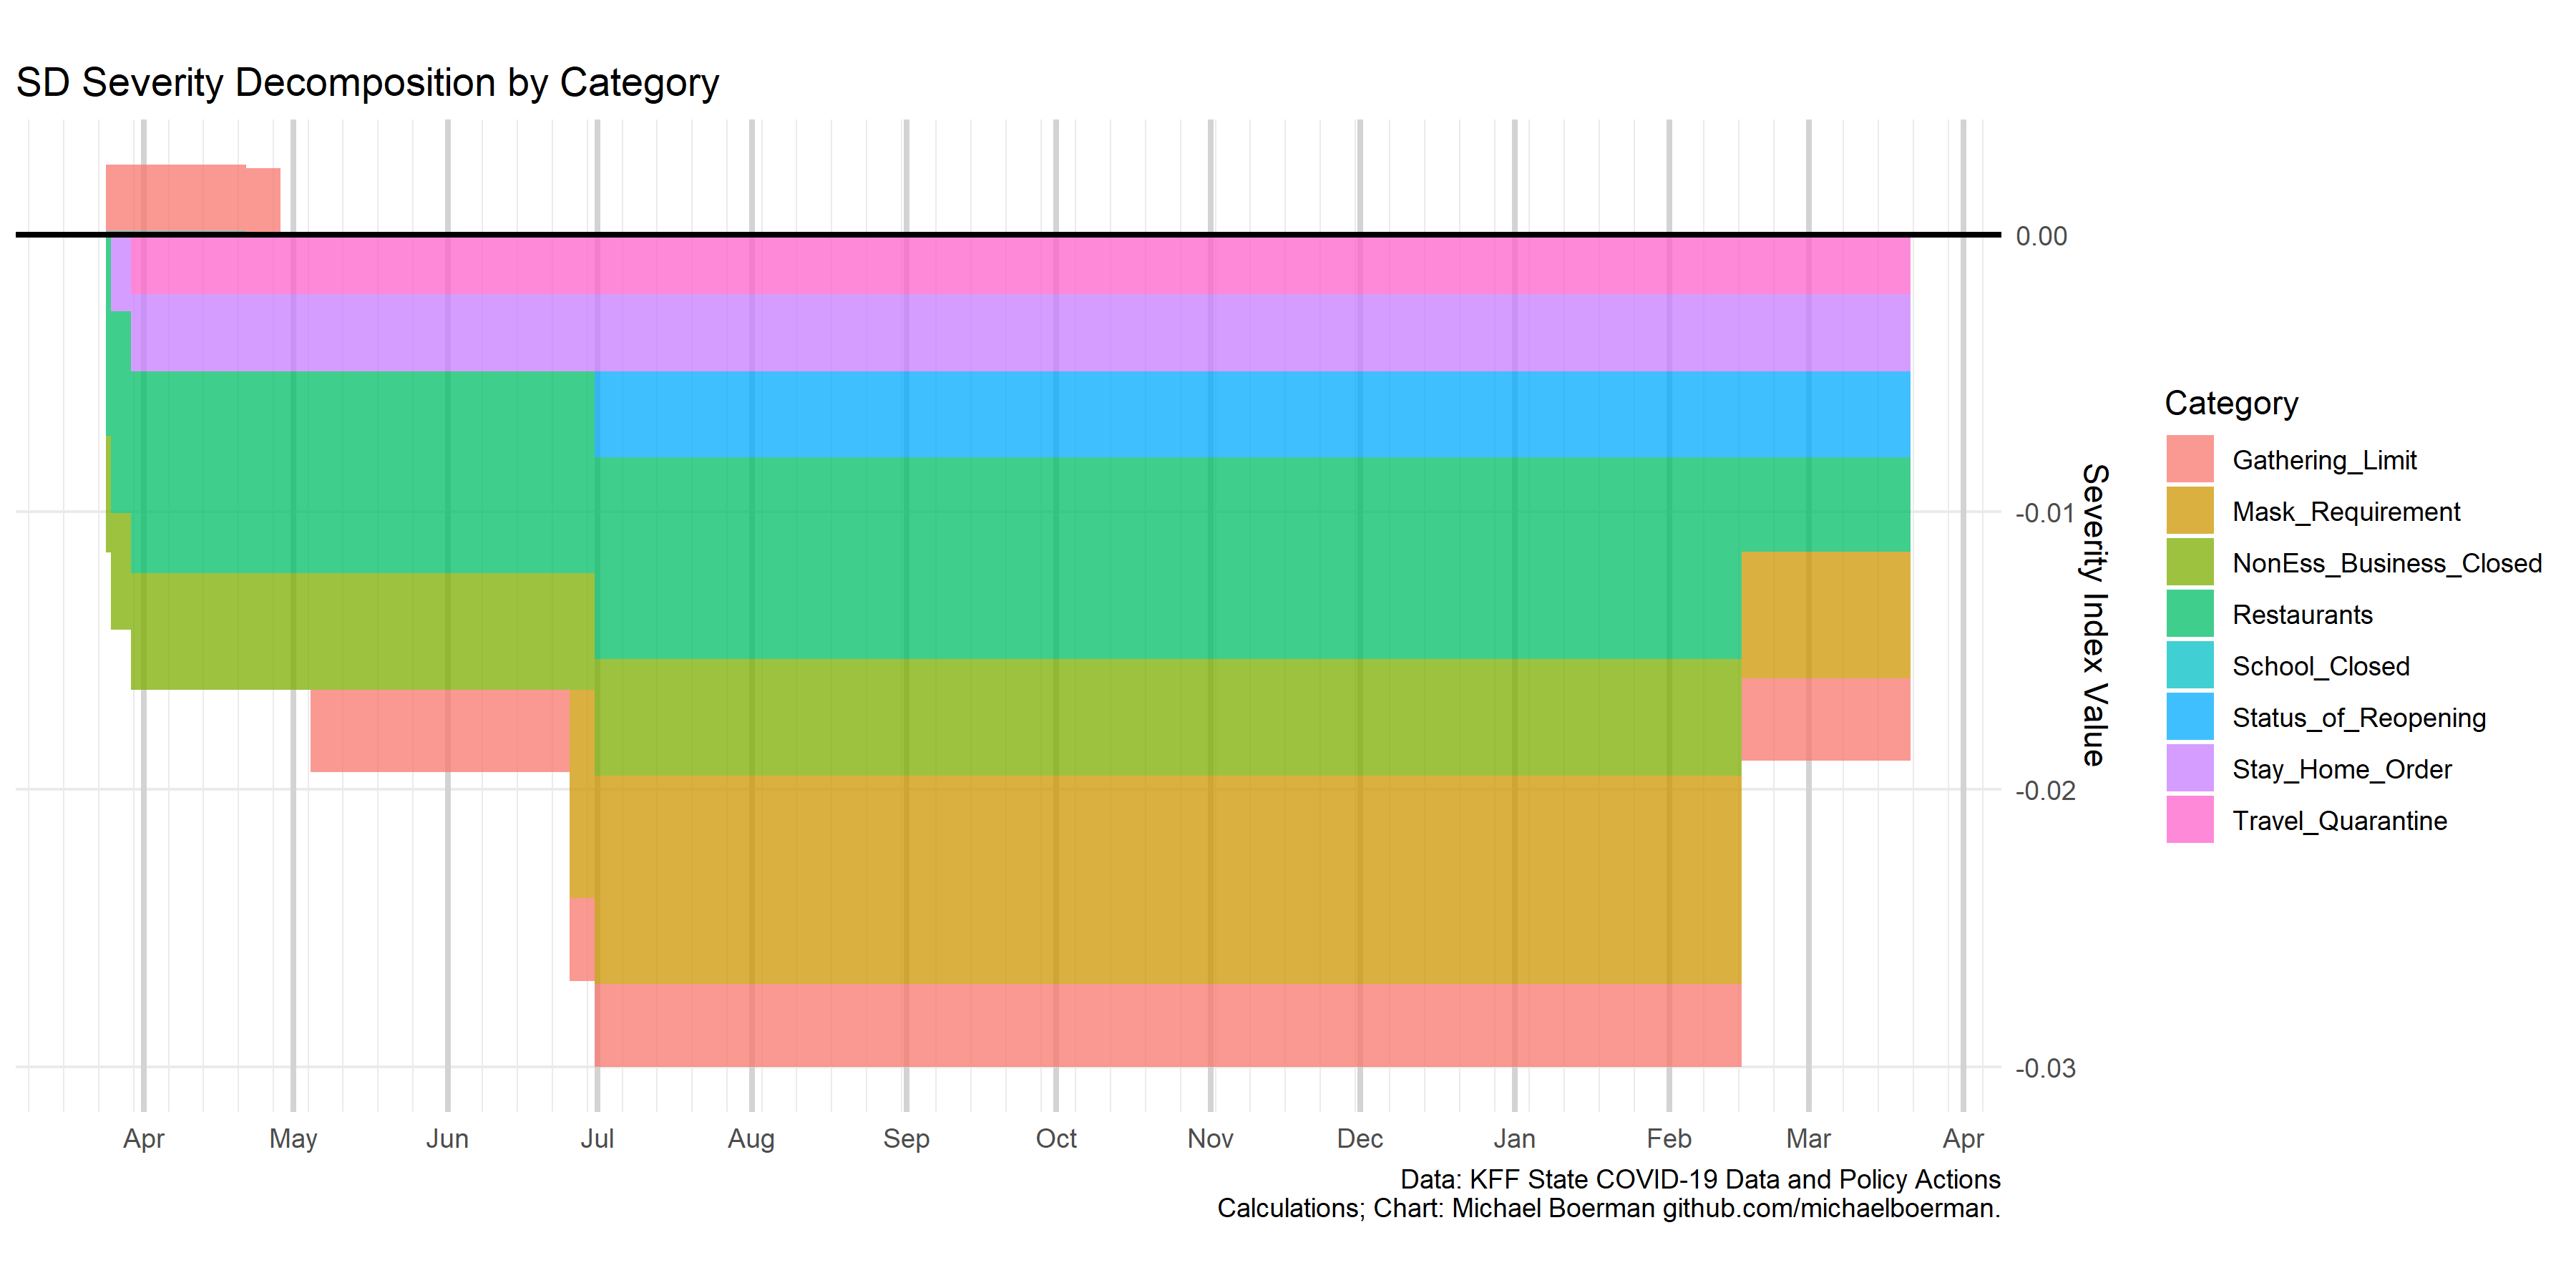 SD Severity Decomposition by Category
0.00
-0.01
-0.02
-0.03
Severity Index Value
Apr May Jun Jul Aug Sep Oct Nov Dec Jan Feb Mar Apr
Category
Gathering_Limit
Mask_Requirement
NonEss_Business_Closed
Restaurants
School_Closed
Status_of_Reopening
Stay_Home_Order
Travel_Quarantine
Data: KFF State COVID-19 Data and Policy Actions
Calculations; Chart: Michael Boerman github.com/michaelboerman.